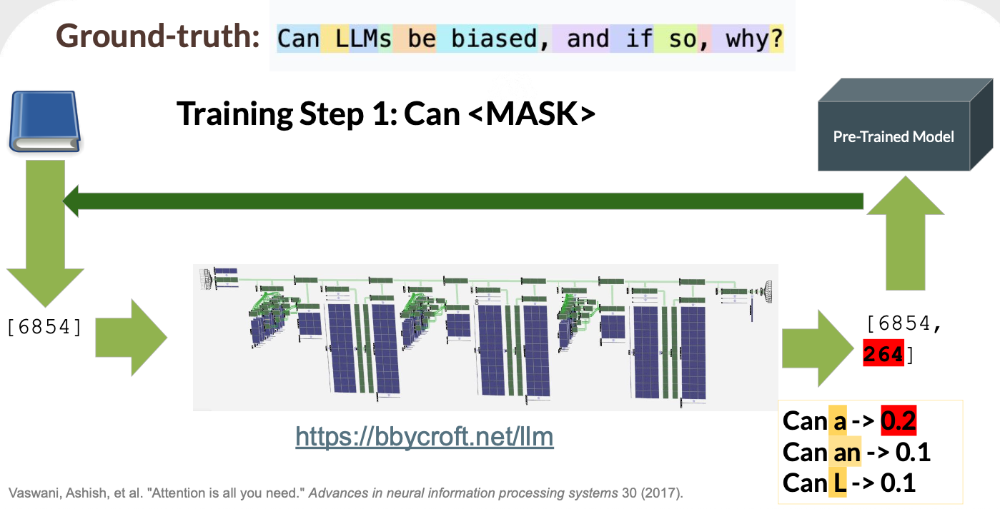 Ground-truth: Can LLMs be biased, and if so, why?
Training Step 1: Can <MASK>
Pre-Trained Model
[6854]
[6854,
264]
Can a -> 0.2
Can an -> 0.1
Can L -> 0.1
https://bbycroft.net/llm
Vaswani, Ashish, et al. "Attention is all you need." Advances in neural information processing systems 30 (2017).